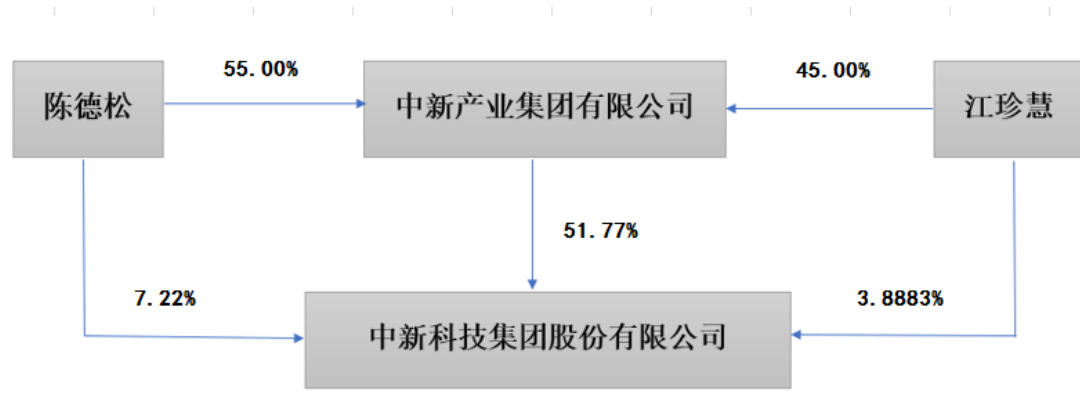 55.00%
45.00%
陈德松
中新产业集团有限公司
江珍慧
51.77%
7.22%
3.8883%
中新科技集团股份有限公司